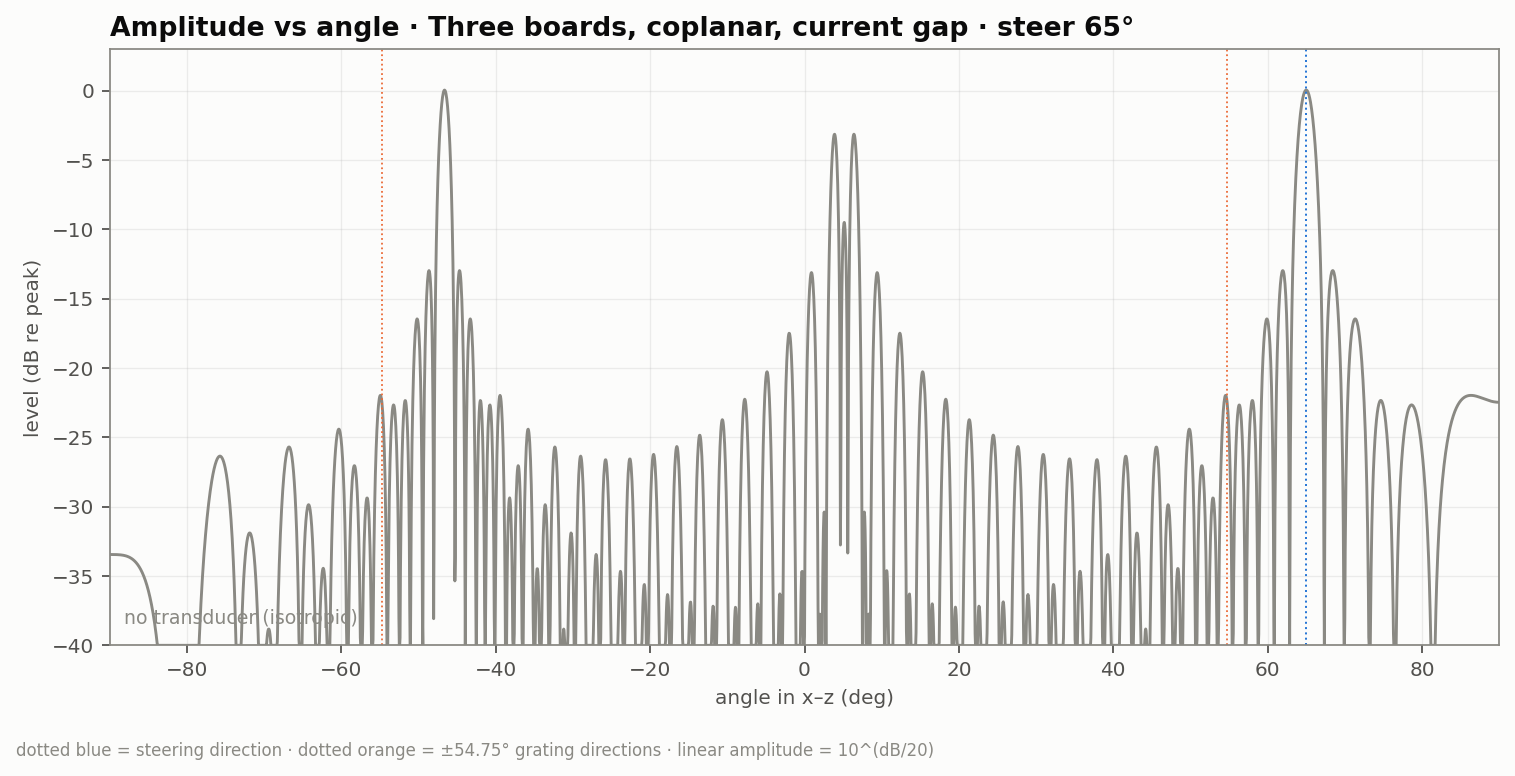 Amplitude vs angle · Three boards, coplanar, current gap · steer 65°
0
−5
−10
−15
−20
−25
−30
−35
−40
level (dB re peak)
no transducer (isotropic)
−80 −60 −40 −20 0 20 40 60 80
angle in x–z (deg)
dotted blue = steering direction · dotted orange = ±54.75° grating directions · linear amplitude = 10^(dB/20)